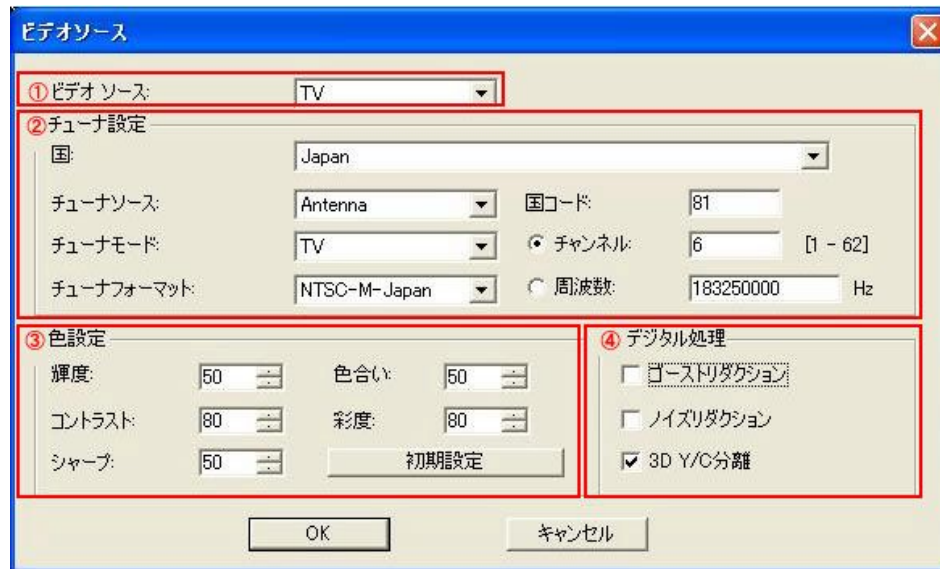 ビデオソース
①ビデオ ソース: TV
②チューナ設定
国: Japan
チューナソース: Antenna 国コード: 81
チューナモード: TV チャンネル: 6 [1 - 62]
チューナフォーマット: NTSC-M-Japan 周波数: 183250000 Hz
③色設定
輝度: 50 色合い: 50
コントラスト: 80 彩度: 80
シャープ: 50 初期設定
④ デジタル処理
ゴーストリダクション
ノイズリダクション
3D Y/C分離
OK キャンセル